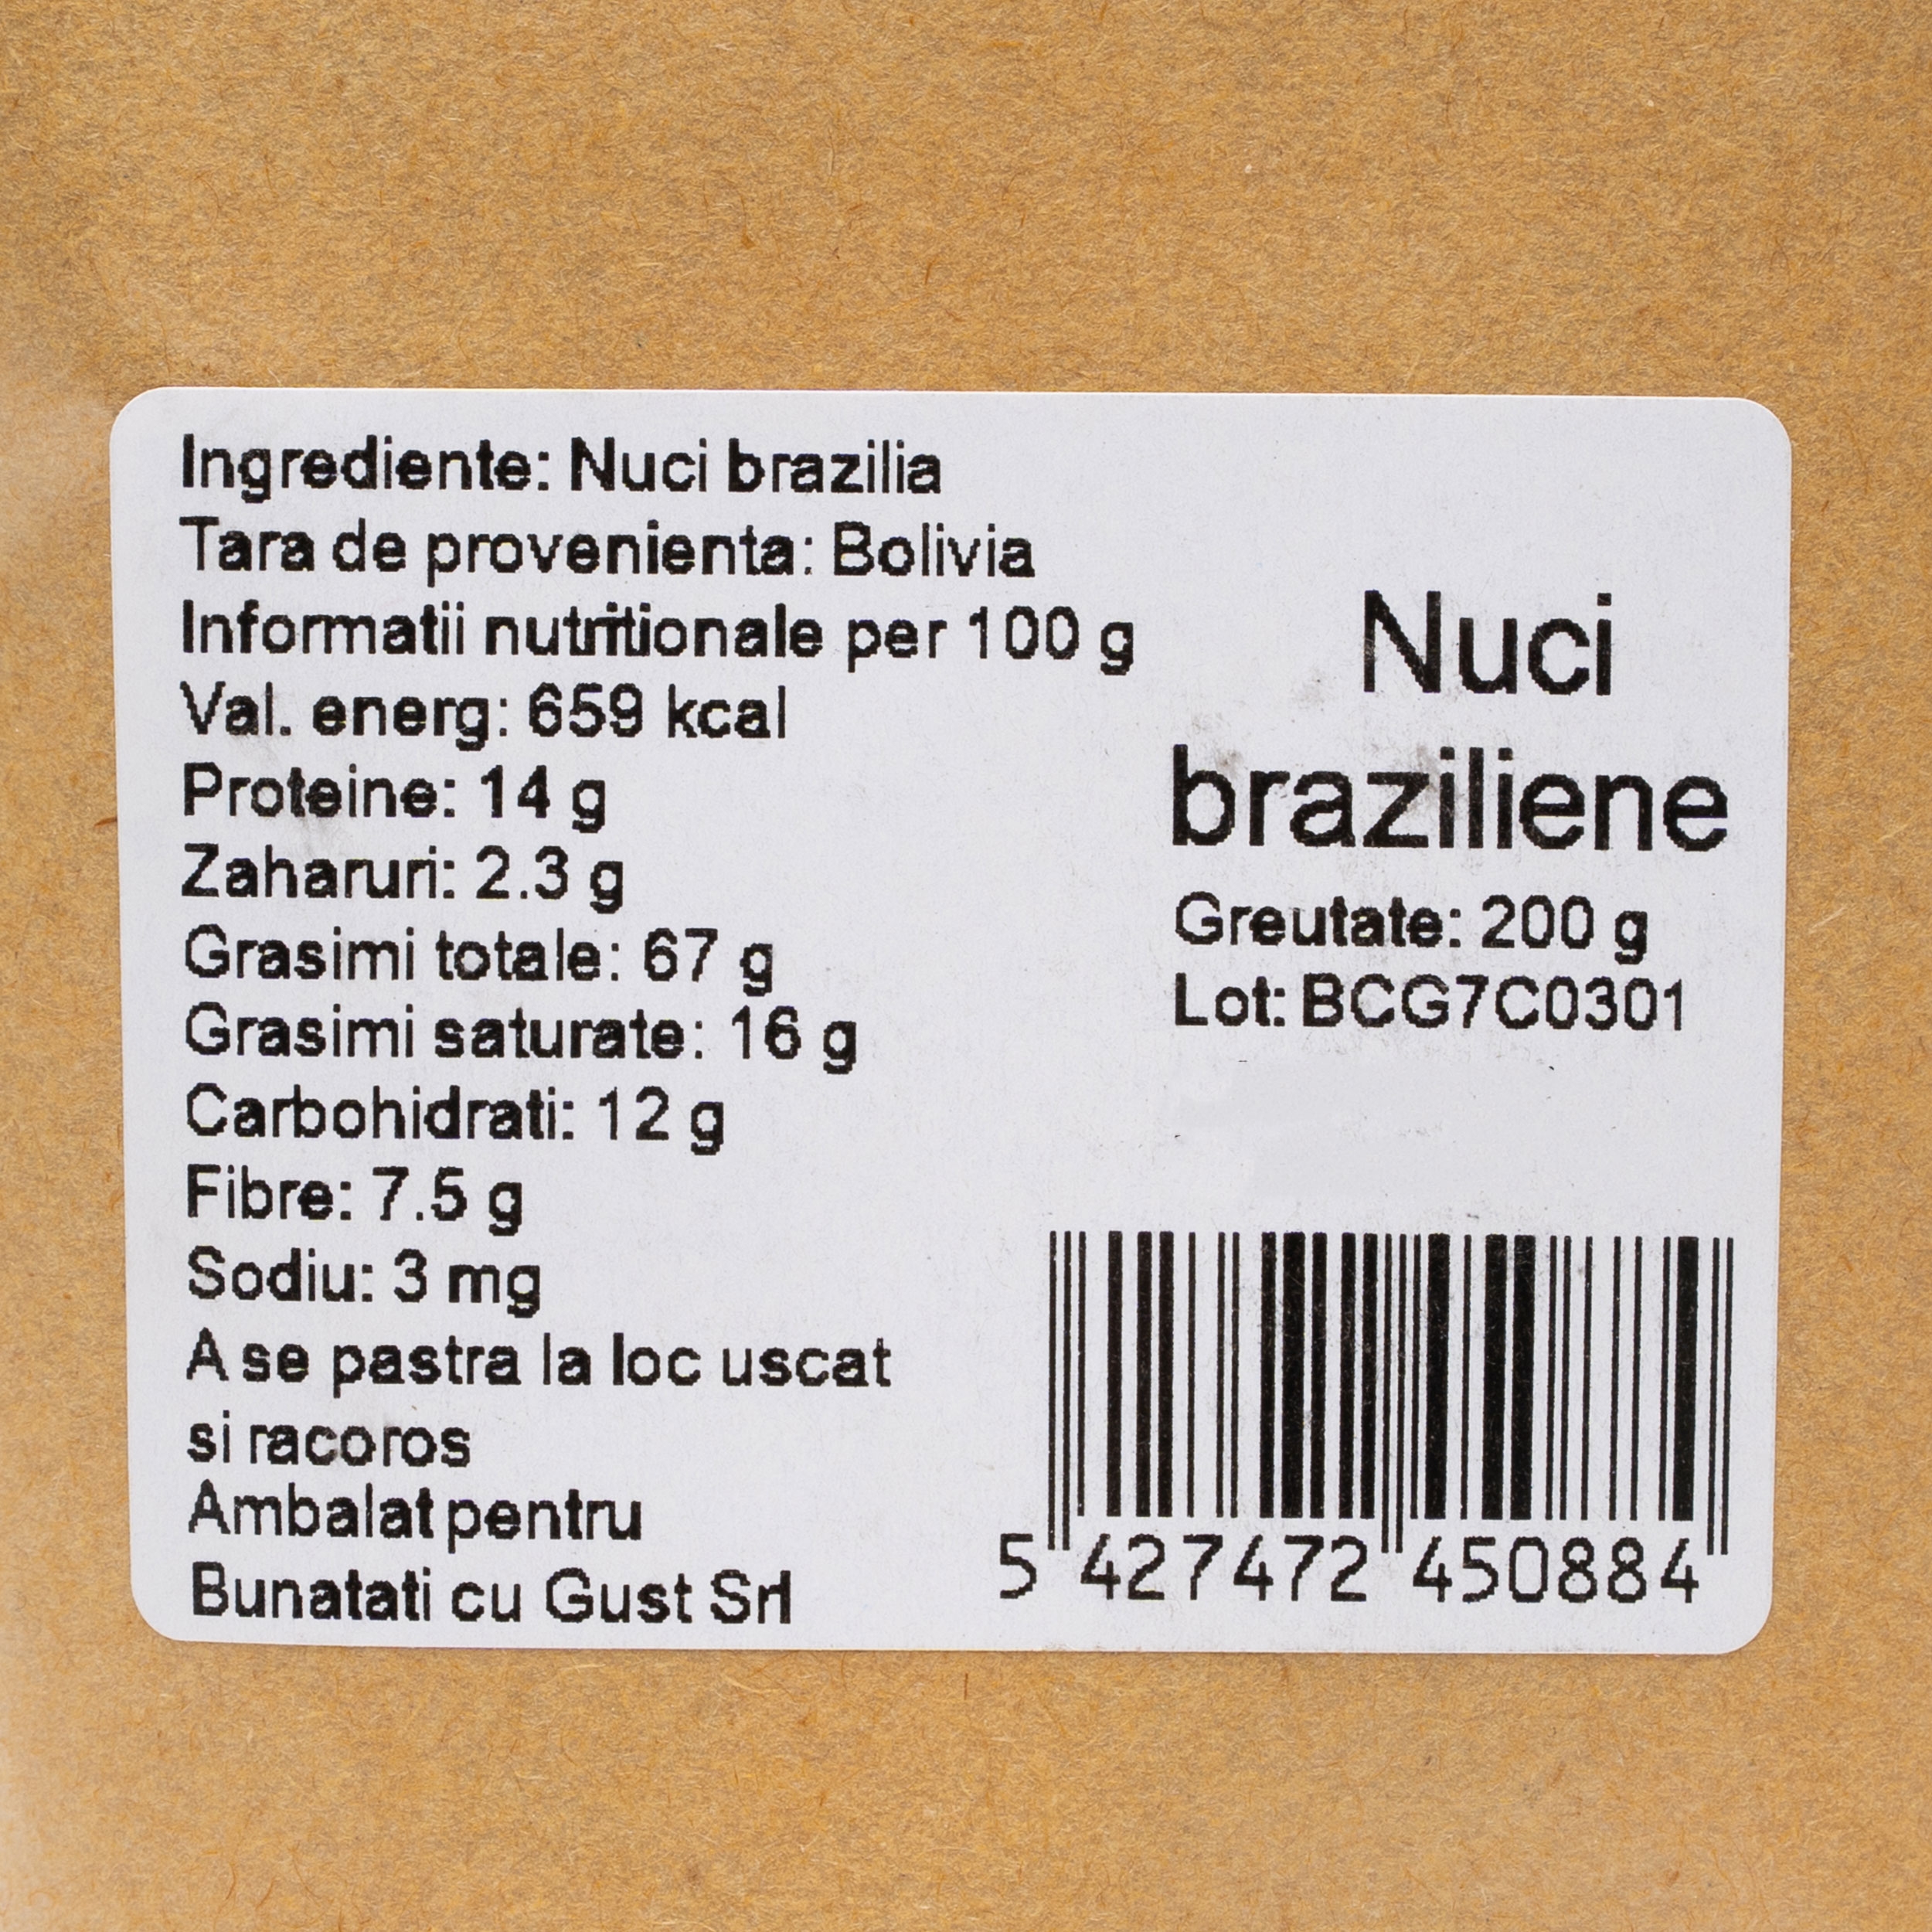 Ingrediente: Nuci brazilia
Tara de provenienta: Bolivia
Informatii nutritionale per 100 g
Val. energ: 659 kcal
Proteine: 14 g
Zaharuri: 2.3 g
Grasimi totale: 67 g
Grasimi saturate: 16 g
Carbohidrati: 12 g
Fibre: 7.5 g
Sodiu: 3 mg
A se pastra la loc uscat
si racoros
Ambalat pentru
Bunatati cu Gust Srl
Nuci
braziliene
Greutate: 200 g
Lot: BCG7C0301
5 427472 450884